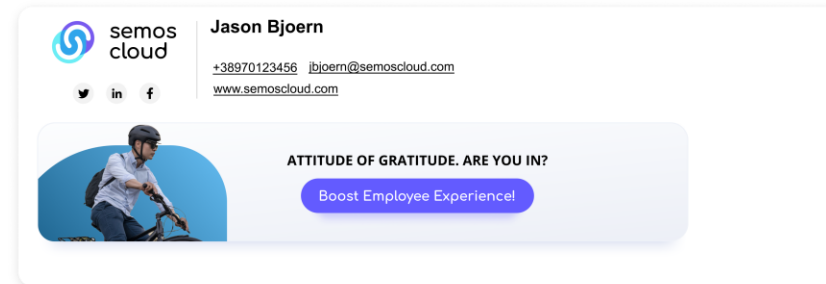 semos
cloud
Jason Bjoern
+38970123456 jbjoern@semoscloud.com
www.semoscloud.com
ATTITUDE OF GRATITUDE. ARE YOU IN?
Boost Employee Experience!